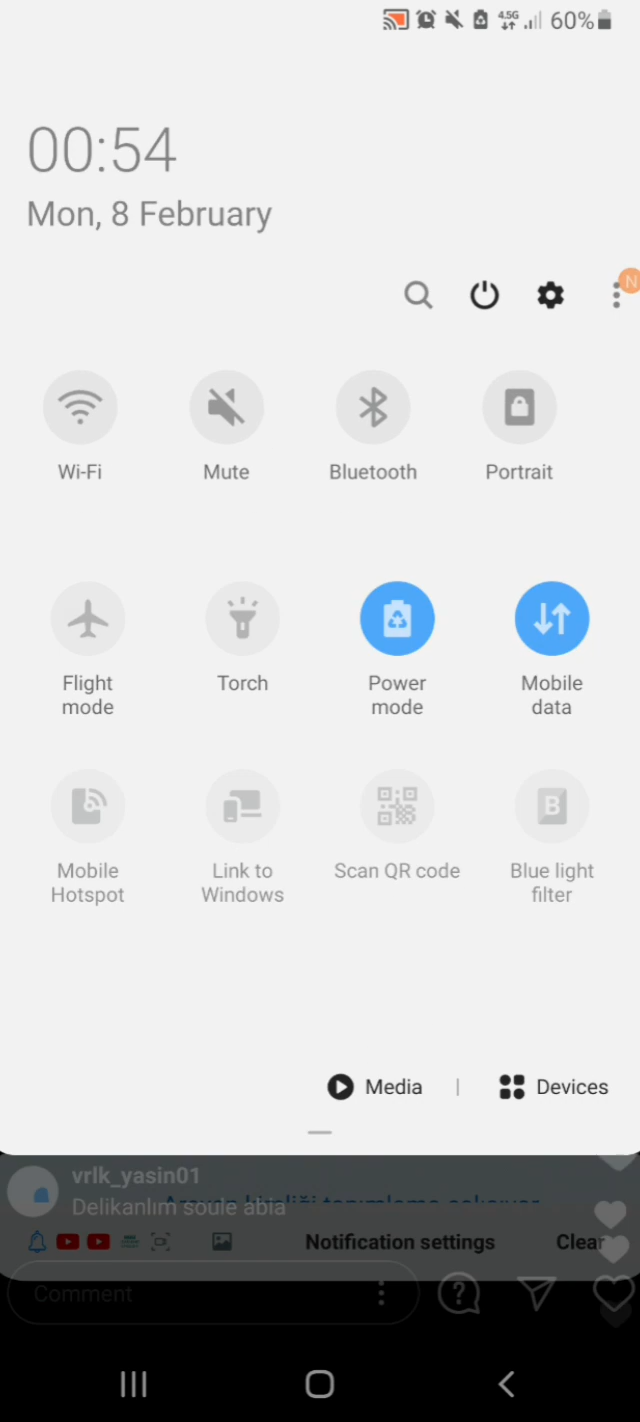 4.5G 60%
00:54
Mon, 8 February
N
Wi-Fi Mute Bluetooth Portrait
Flight mode
Torch
Power mode
Mobile data
Mobile Hotspot
Link to Windows
Scan QR code
B
Blue light filter
Media | Devices
vrlk_yasin01
Delikanlım soule abia
Notification settings Clear
Comment